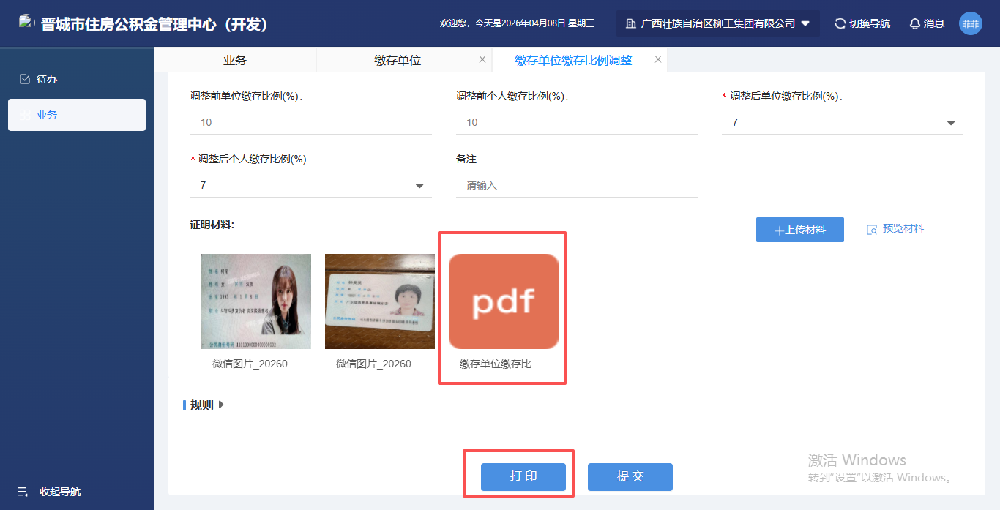 晋城市住房公积金管理中心（开发）
欢迎您，今天是2026年04月08日 星期三
广西壮族自治区柳工集团有限公司
切换导航
消息
菲菲
待办
业务
收起导航
业务
缴存单位
缴存单位缴存比例调整
调整前单位缴存比例(%):
调整前个人缴存比例(%):
* 调整后单位缴存比例(%):
10
10
7
* 调整后个人缴存比例(%):
备注:
7
请输入
证明材料:
上传材料
预览材料
pdf
微信图片_20260...
微信图片_20260...
缴存单位缴存比...
规则
打印
提交
激活 Windows
转到"设置"以激活 Windows。